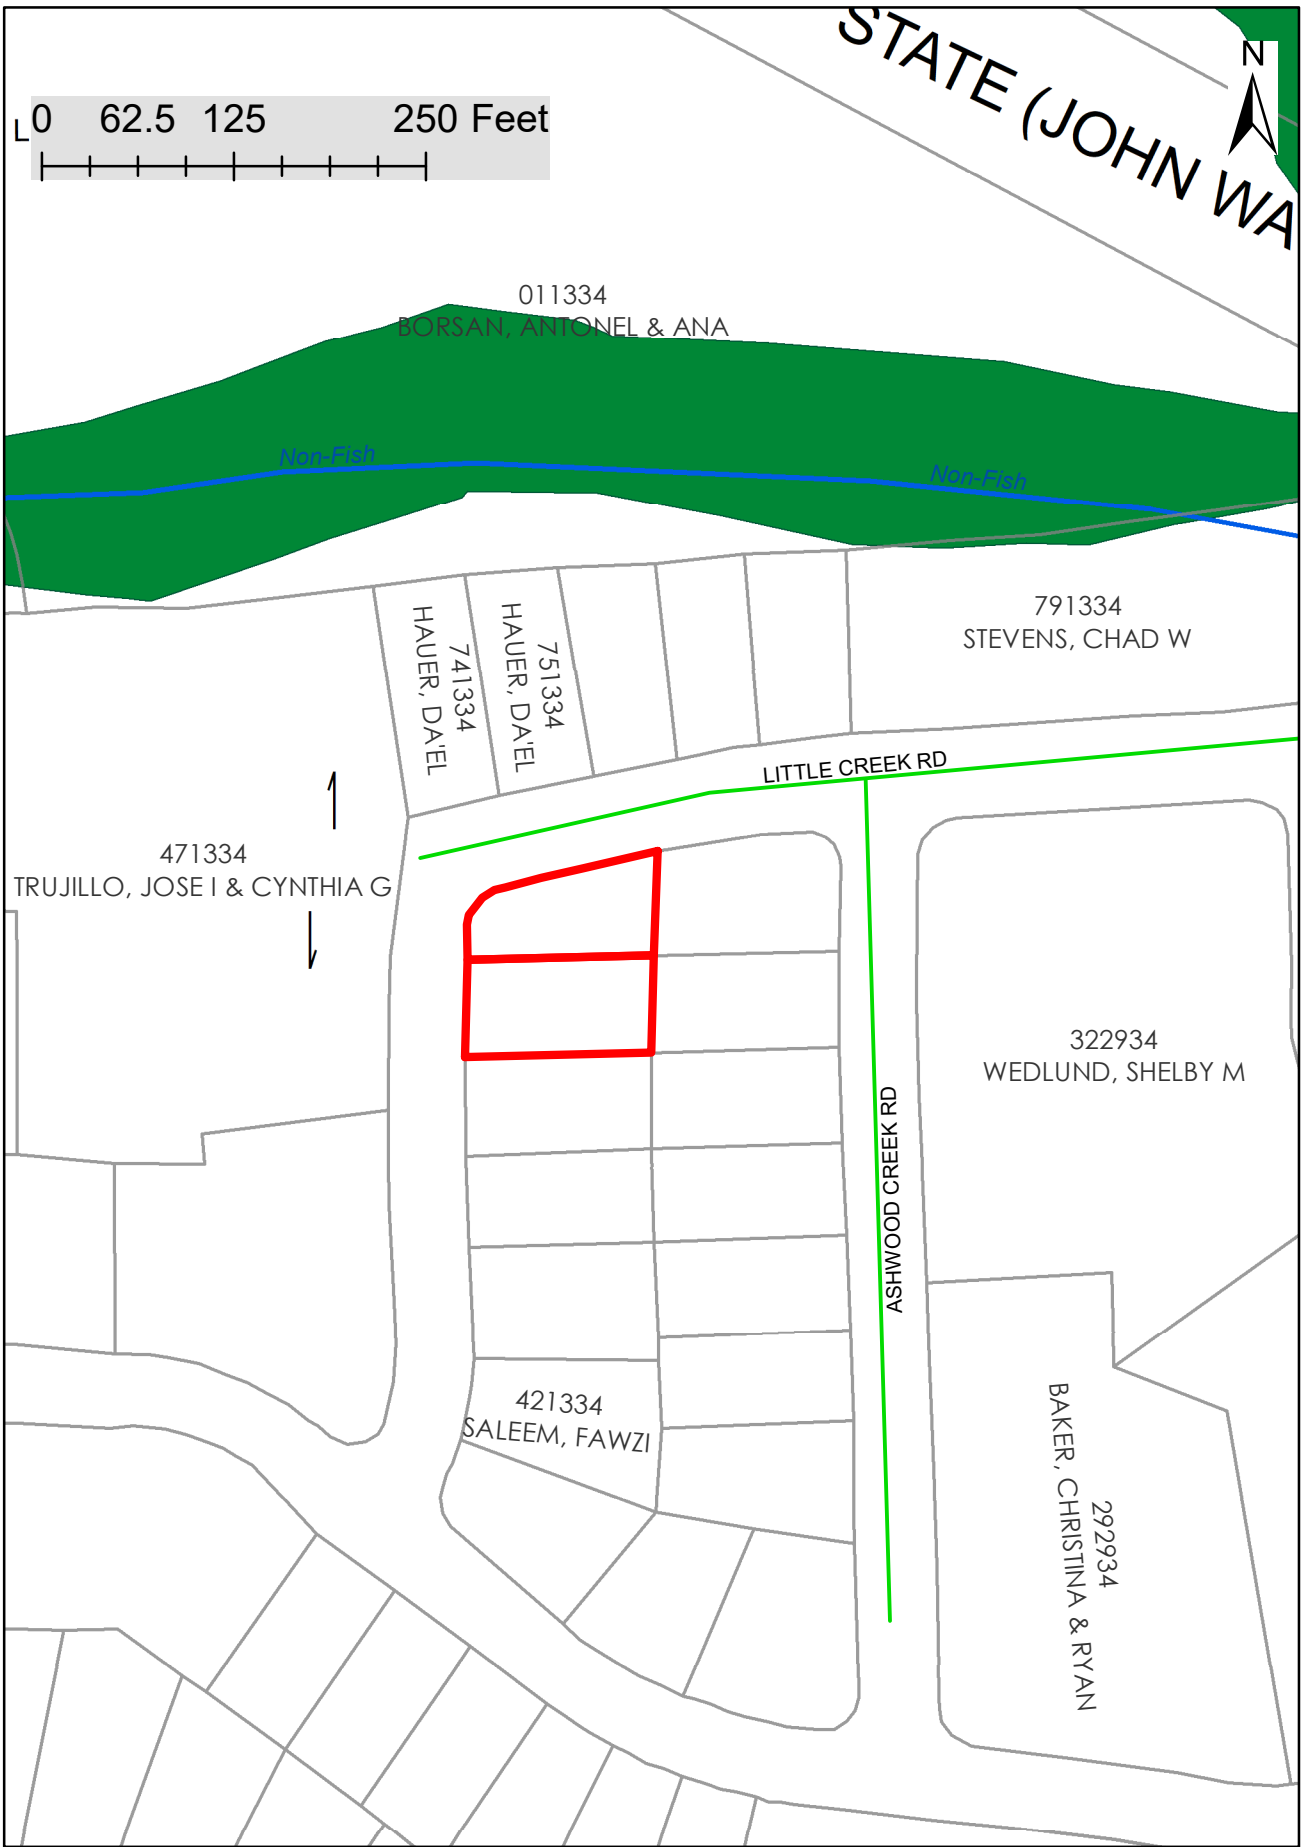 STATE (JOHN WA
N
L
0 62.5 125 250 Feet
011334
BORSAN, ANTONEL & ANA
Non-Fish
Non-Fish
791334
STEVENS, CHAD W
741334
HAUER, DA'EL
751334
HAUER, DA'EL
LITTLE CREEK RD
471334
TRUJILLO, JOSE I & CYNTHIA G
322934
WEDLUND, SHELBY M
ASHWOOD CREEK RD
421334
SALEEM, FAWZI
292934
BAKER, CHRISTINA & RYAN